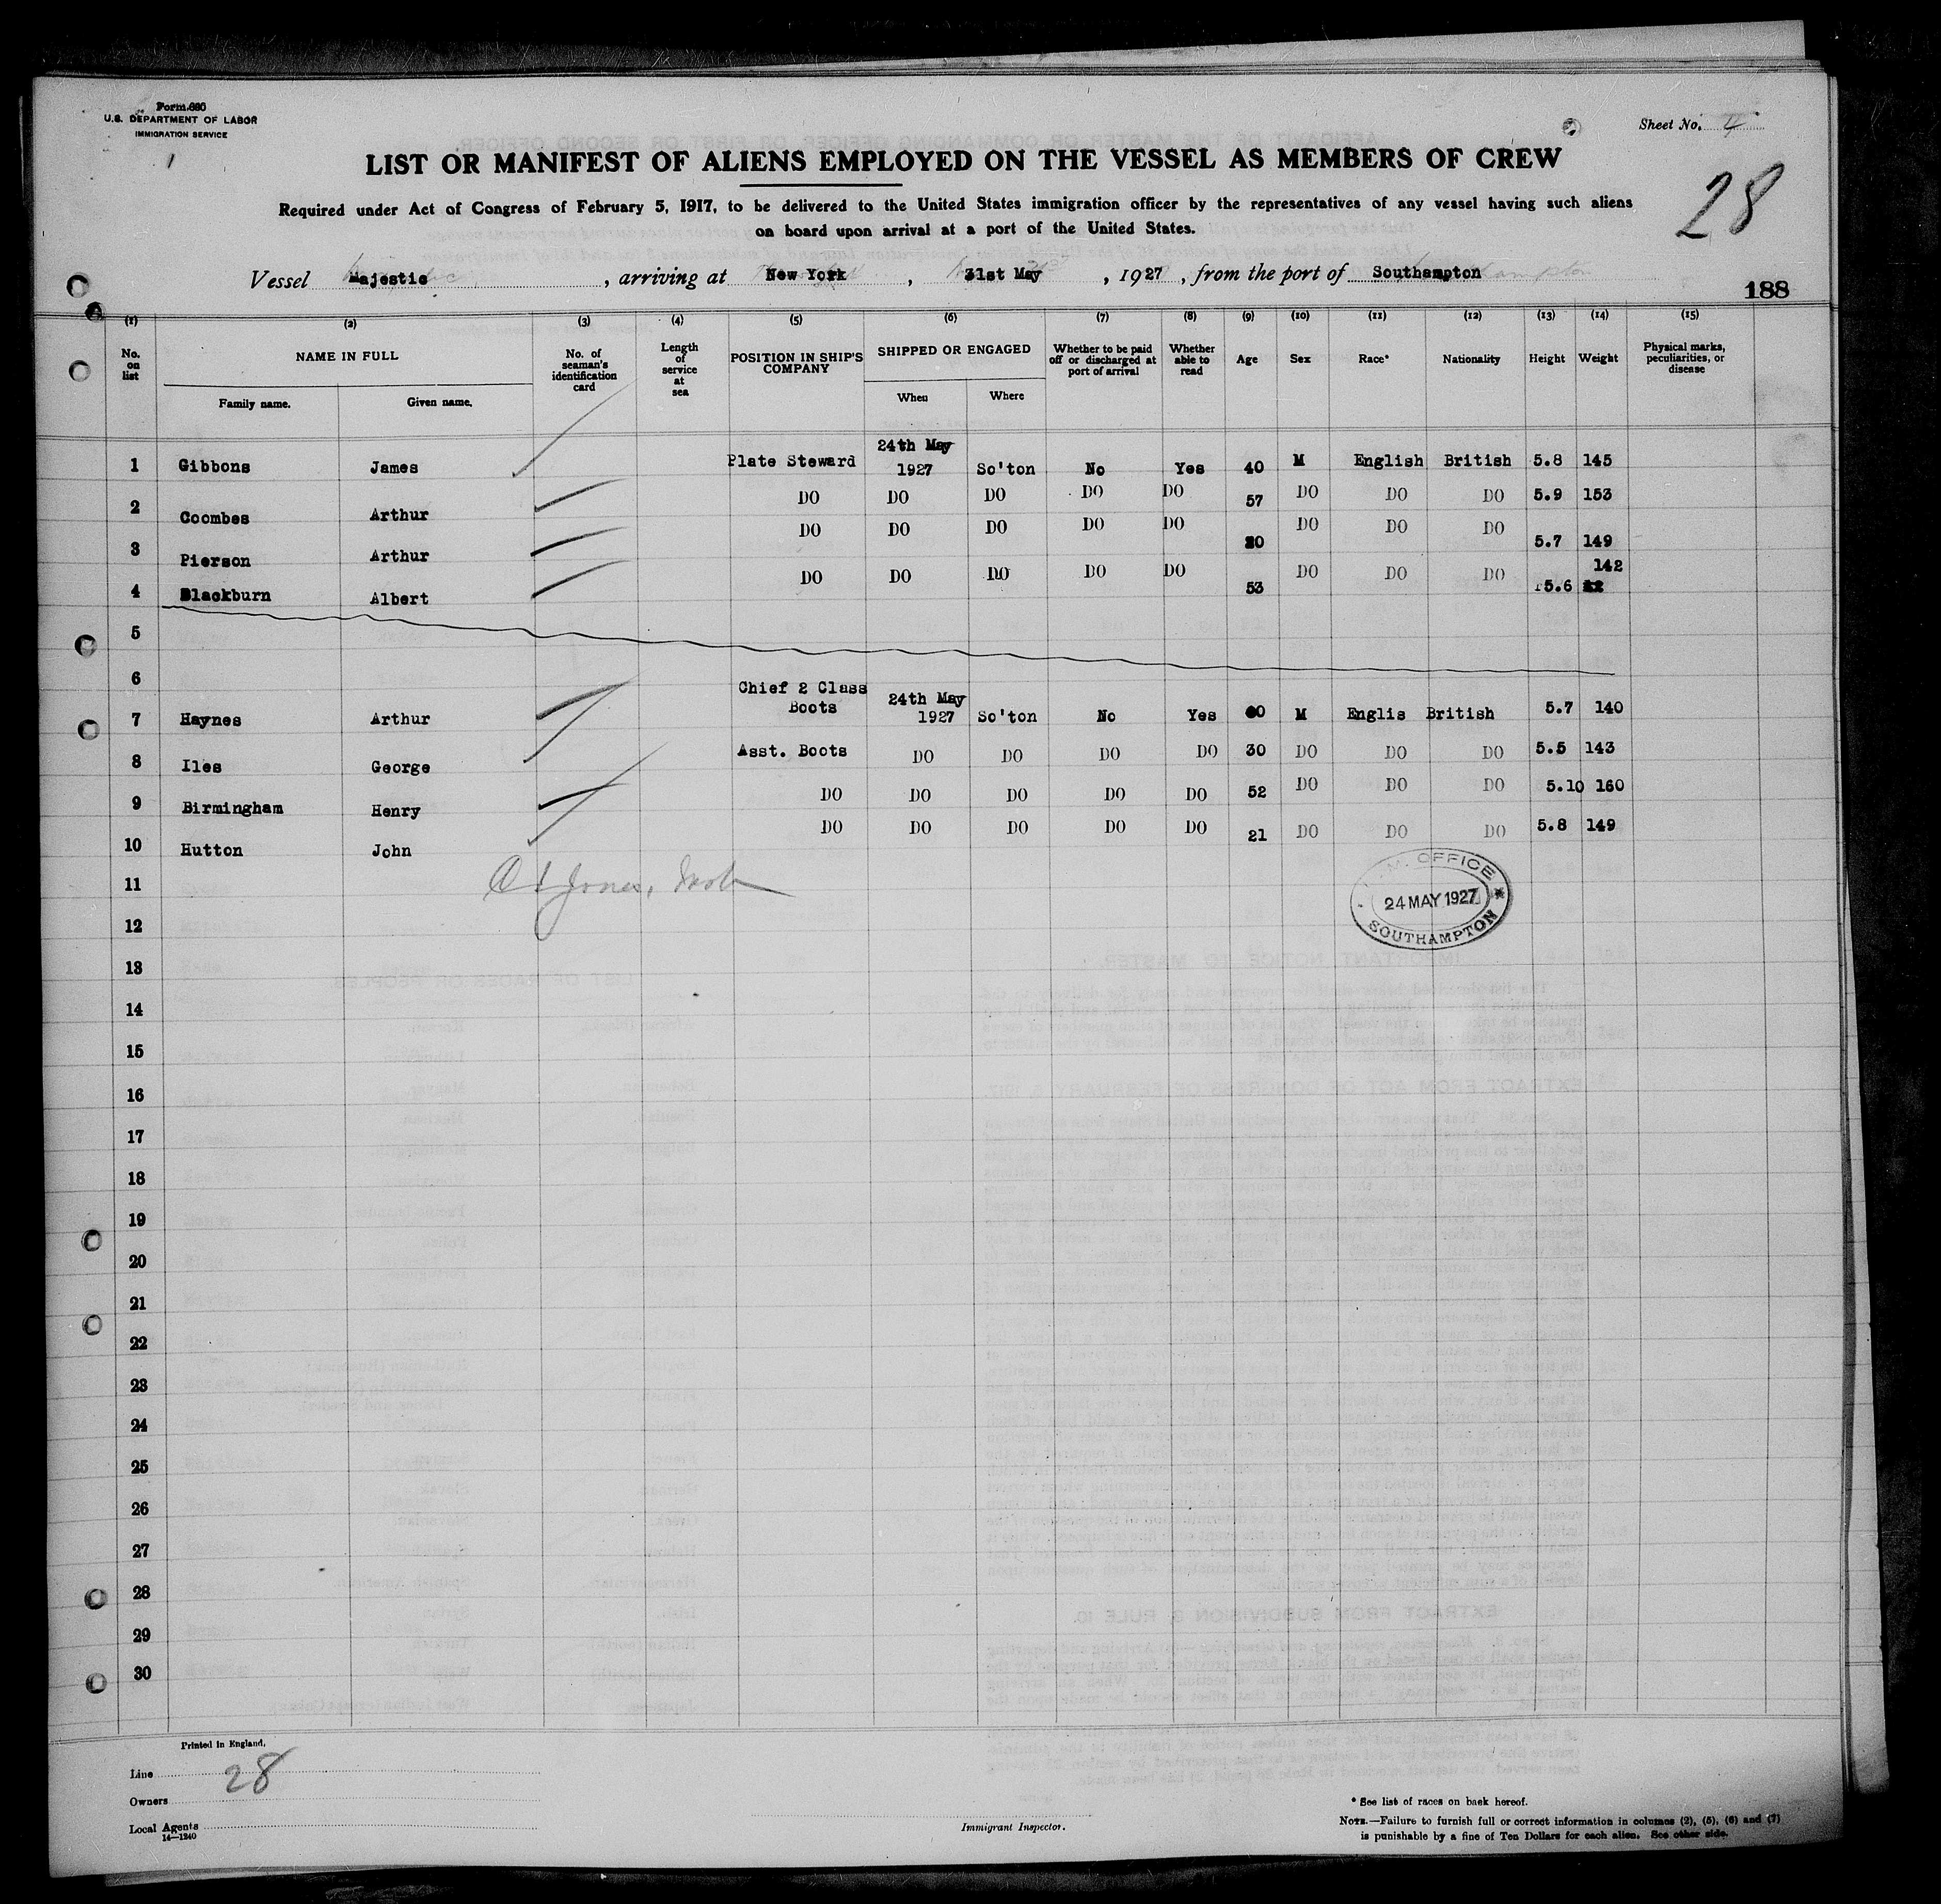 Form 680
U.S. DEPARTMENT OF LABOR
IMMIGRATION SERVICE
Sheet No.
LIST OR MANIFEST OF ALIENS EMPLOYED ON THE VESSEL AS MEMBERS OF CREW
28
Required under Act of Congress of February 5, 1917, to be delivered to the United States immigration officer by the representatives of any vessel having such aliens
on board upon arrival at a port of the United States.
Vessel Majestic, arriving at New York, 31st May, 1927, from the port of Southampton
188
(1) (2) (3) (4) (5) (6) (7) (8) (9) (10) (11) (12) (13) (14) (15)
No. on list NAME IN FULL Family name. Given name. No. of seaman's identification card Length of service at sea POSITION IN SHIP'S COMPANY SHIPPED OR ENGAGED When Where Whether to be paid off or discharged at port of arrival Whether able to read Age Sex Race* Nationality Height Weight Physical marks, peculiarities, or disease
1 Gibbons James Plate Steward 24th May 1927 So'ton No Yes 40 M English British 5.8 145
2 Coombes Arthur DO DO DO DO DO 57 DO DO DO 5.9 153
3 Pierson Arthur DO DO DO DO DO DO DO DO 5.7 149
4 Blackburn Albert DO DO DO DO DO 53 DO DO DO 5.6 142
5
6
7 Haynes Arthur Chief 2 Class Boots 24th May 1927 So'ton No Yes M Englis British 5.7 140
8 Iles George Asst. Boots DO DO DO DO 30 DO DO DO 5.5 143
9 Birmingham Henry DO DO DO DO DO 52 DO DO DO 5.10 160
10 Hutton John DO DO DO DO DO 21 DO DO DO 5.8 149
11
Jones,
OFFICE
24 MAY 1927
SOUTHAMPTON
12
13
14
15
16
17
18
19
20
21
22
23
24
25
26
27
28
29
30
Printed in England.
Line
28
Owners
Local Agents
14—1240
Immigrant Inspector.
* See list of races on back hereof.
NOTE.—Failure to furnish full or correct information in columns (2), (5), (6) and (7)
is punishable by a fine of Ten Dollars for each alien. See other side.